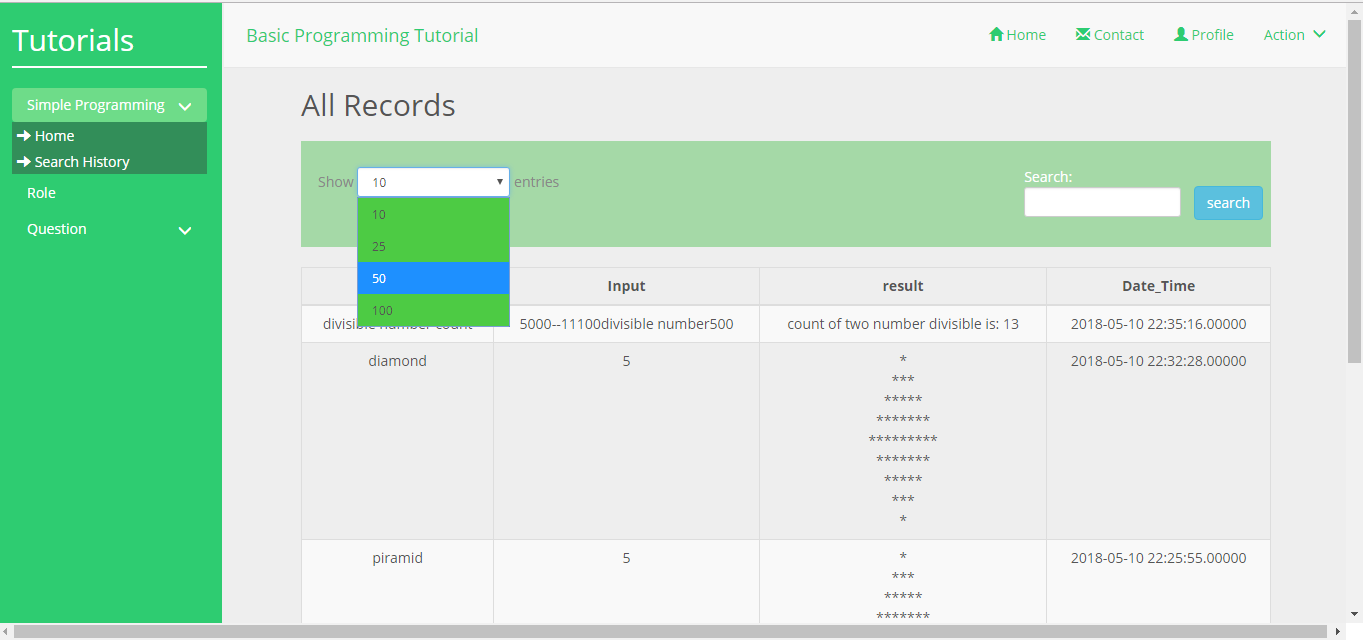 Tutorials
Basic Programming Tutorial
Home Contact Profile Action
Simple Programming
Home
Search History
Role
Question
All Records
Show 10 entries
Search:
search
10
25
50
100
Input result Date_Time
divisible number count 5000--11100divisible number500 count of two number divisible is: 13 2018-05-10 22:35:16.00000
diamond 5 * 2018-05-10 22:32:28.00000
***
*****
*******
*********
*******
*****
***
*
piramid 5 * 2018-05-10 22:25:55.00000
***
*****
*******